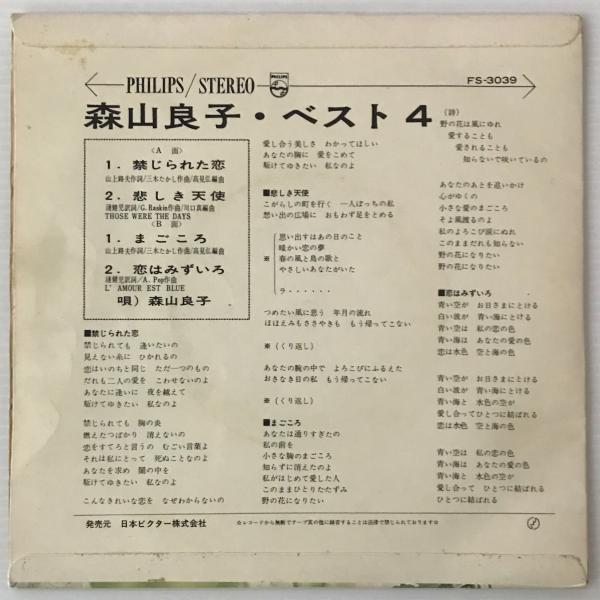 PHILIPS/STEREO
PHILIPS
FS-3039
森山良子・ベスト4
〈A 面〉
1. 禁じられた恋
山上路夫作詞/三木たかし作曲/高見弘編曲
2. 悲しき天使
漣健児訳詞/G. Raskin作曲/川口真編曲
THOSE WERE THE DAYS
〈B 面〉
1. まごころ
山上路夫作詞/三木たかし作曲/高見弘編曲
2. 恋はみずいろ
漣健児訳詞/A. Pop作曲
L' AMOUR EST BLUE
唄) 森山良子
■禁じられた恋
禁じられても 逢いたいの
見えない糸に ひかれるの
恋はいのちと同じ ただ一つのもの
だれも二人の愛を こわせないのよ
あなたに逢いに 夜を越えて
駆けてゆきたい 私なのよ
禁じられても 胸の炎
燃えたつばかり 消えないの
恋をすてろと言うの むごい言葉よ
それは私にとって 死ぬことなのよ
あなたを求め 闇の中を
駆けてゆきたい 私なのよ
こんなきれいな恋を なぜわからないの
愛し合う美しさ わかってほしい
あなたの胸に 愛をこめて
駆けてゆきたい 私なのよ
■悲しき天使
こがらしの町を行く 一人ぼっちの私
想い出の広場に おもわず足をとめる
※
思い出すはあの日のこと
暖かい恋の夢
春の風と鳥の歌と
やさしいあなたがいた
ラ・・・・・・
つめたい風に思う 年月の流れ
ほほえみもささやきも もう帰ってこない
※ (くり返し)
あなたの腕の中で よろこびにふるえた
おさなき日の私 もう帰ってこない
※ (くり返し)
■まごころ
あなたは通りすぎたの
私の前を
小さな胸のまごころに
知らずに消えたのよ
私がはじめて愛した人
このままひとりたたずみ
野の花になりたい
(詩)
野の花は風にゆれ
愛することも
愛されることも
知らないで咲いているの
あなたのあとを追いかけ
心がゆくの
小さな愛のまごころ
そよ風渡るのよ
私のよろこび涙にぬれ
このままだれも知らない
野の花になりたい
野の花になりたい
■恋はみずいろ
青い空が お日さまにとける
白い波が 青い海にとける
青い空は 私の恋の色
青い海は あなたの愛の色
恋は水色 空と海の色
青い空が お日さまにとける
白い波が 青い海にとける
青い海と 水色の空が
愛し合ってひとつに結ばれる
恋は水色 空と海の色
青い空は 私の恋の色
青い海は あなたの愛の色
青い海と 水色の空が
愛し合って ひとつに結ばれる
ひとつに結ばれる
発売元 日本ビクター株式会社
☆レコードから無断でテープ其の他に録音することは法律で禁じられております☆